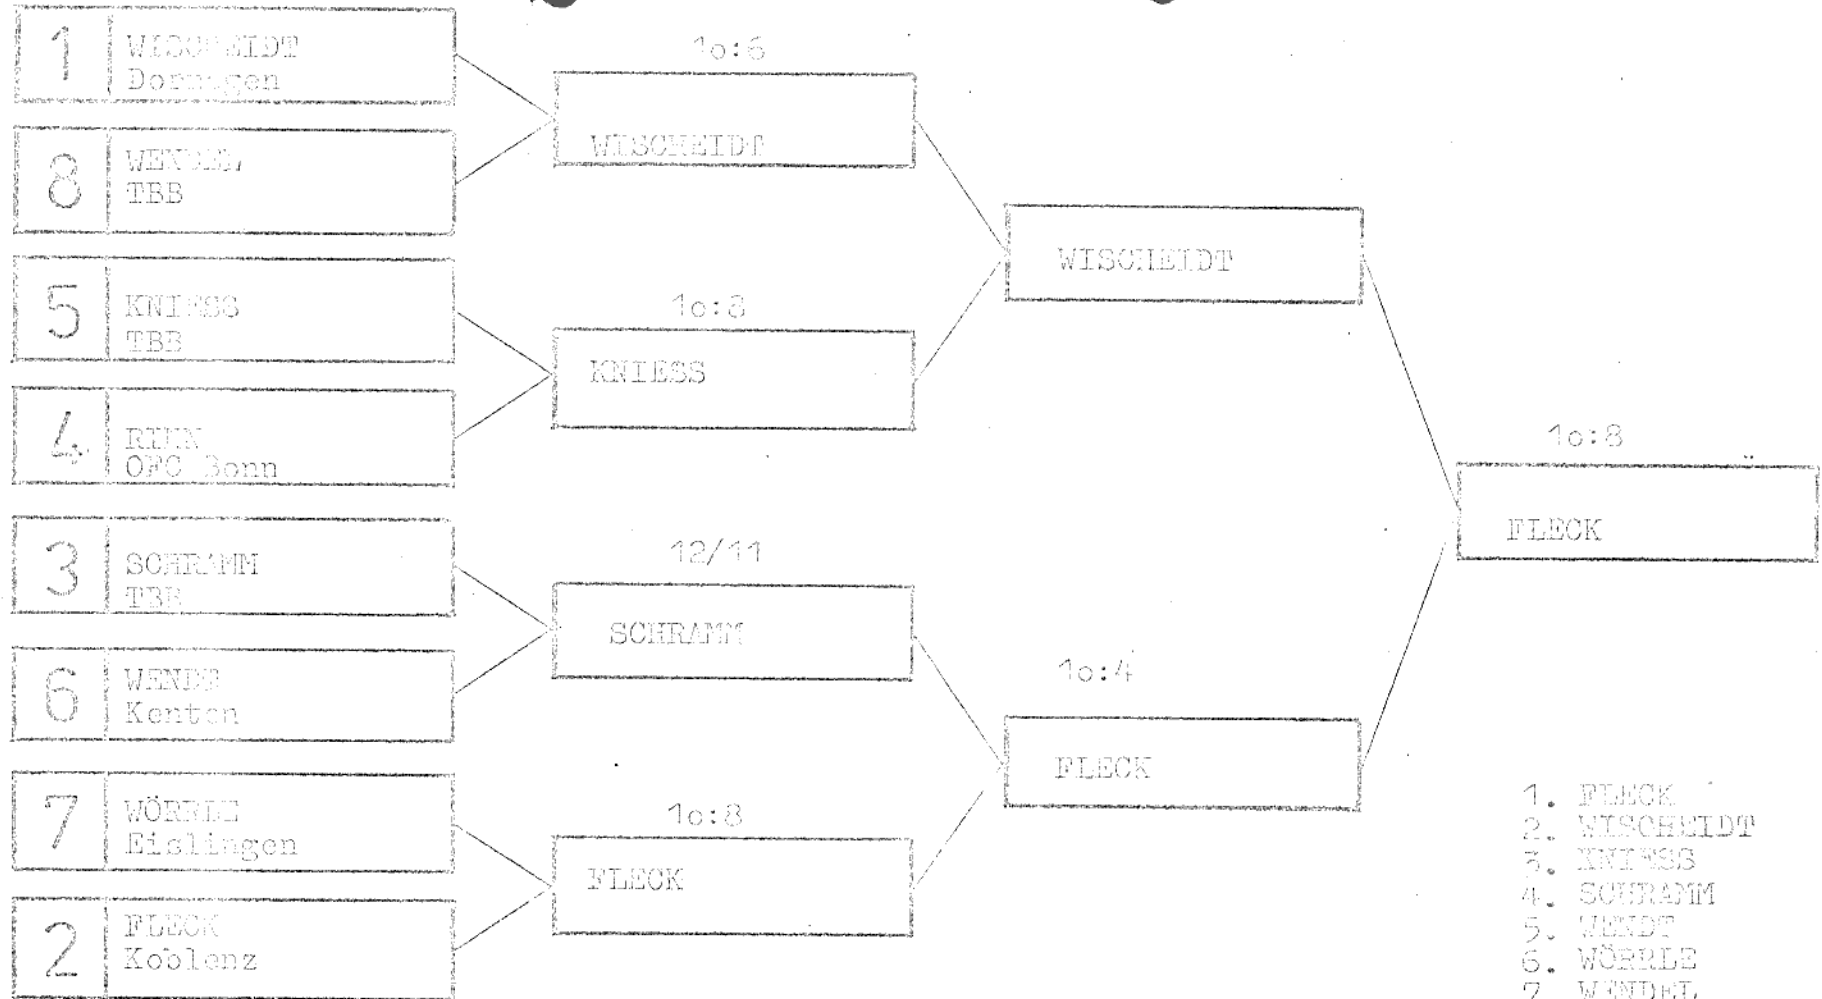 1
WISCHEIDT
Dormagen
8
WENDEL
TBB
5
KNIESS
TBB
4
OFC Bonn
3
SCHRAMM
TBB
6
Kenten
7
WÖRRLE
Eislingen
2
FLECK
Koblenz
1o:6
WISCHEIDT
1o:8
KNIESS
12/11
SCHRAMM
1o:8
FLECK
WISCHEIDT
1o:4
FLECK
1o:8
FLECK
1. FLECK
2. WISCHEIDT
3. KNIESS
4. SCHRAMM
5. WENDT
6. WÖRRLE
7 WENDEL